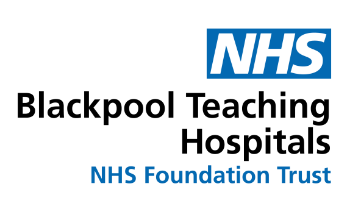 NHS
Blackpool Teaching
Hospitals
NHS Foundation Trust